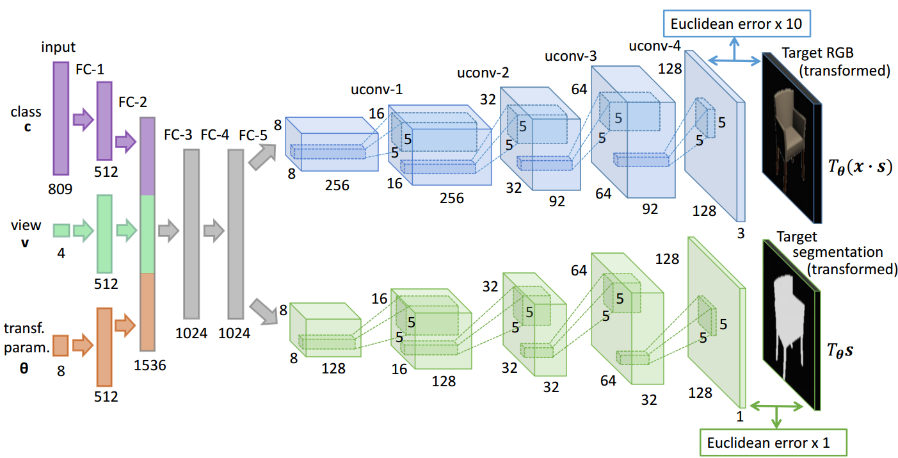 Euclidean error x 10
input
FC-1
FC-2
FC-3
FC-4
FC-5
uconv-1
uconv-2
uconv-3
uconv-4
class
c
809
512
view
v
4
512
transf.
param.
θ
8
512
1536
1024
1024
8
8
256
16
5
5
16
256
32
5
5
32
92
64
5
5
64
92
128
5
5
128
3
Target RGB
(transformed)
Tθ(x · s)
8
8
128
16
5
5
16
128
32
5
5
32
32
64
5
5
64
32
128
5
5
128
1
Target
segmentation
(transformed)
Tθs
Euclidean error x 1